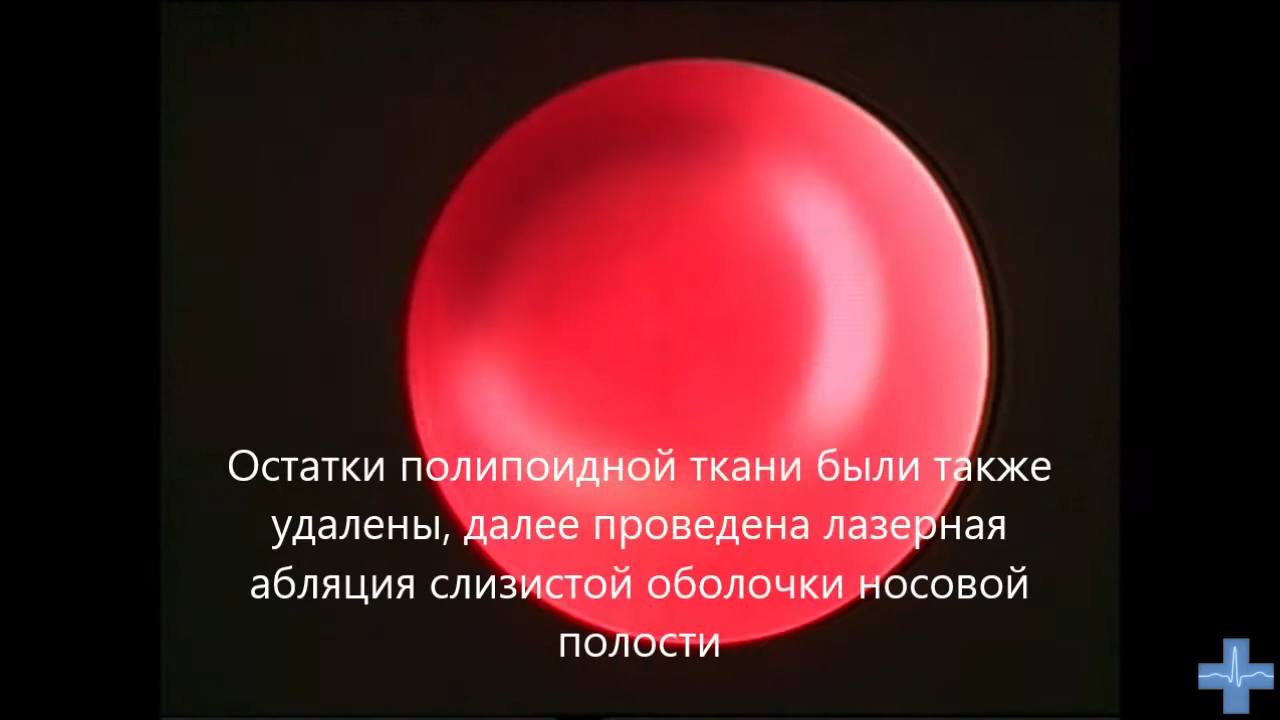 Остатки полипоидной ткани были также
удалены, далее проведена лазерная
абляция слизистой оболочки носовой
полости